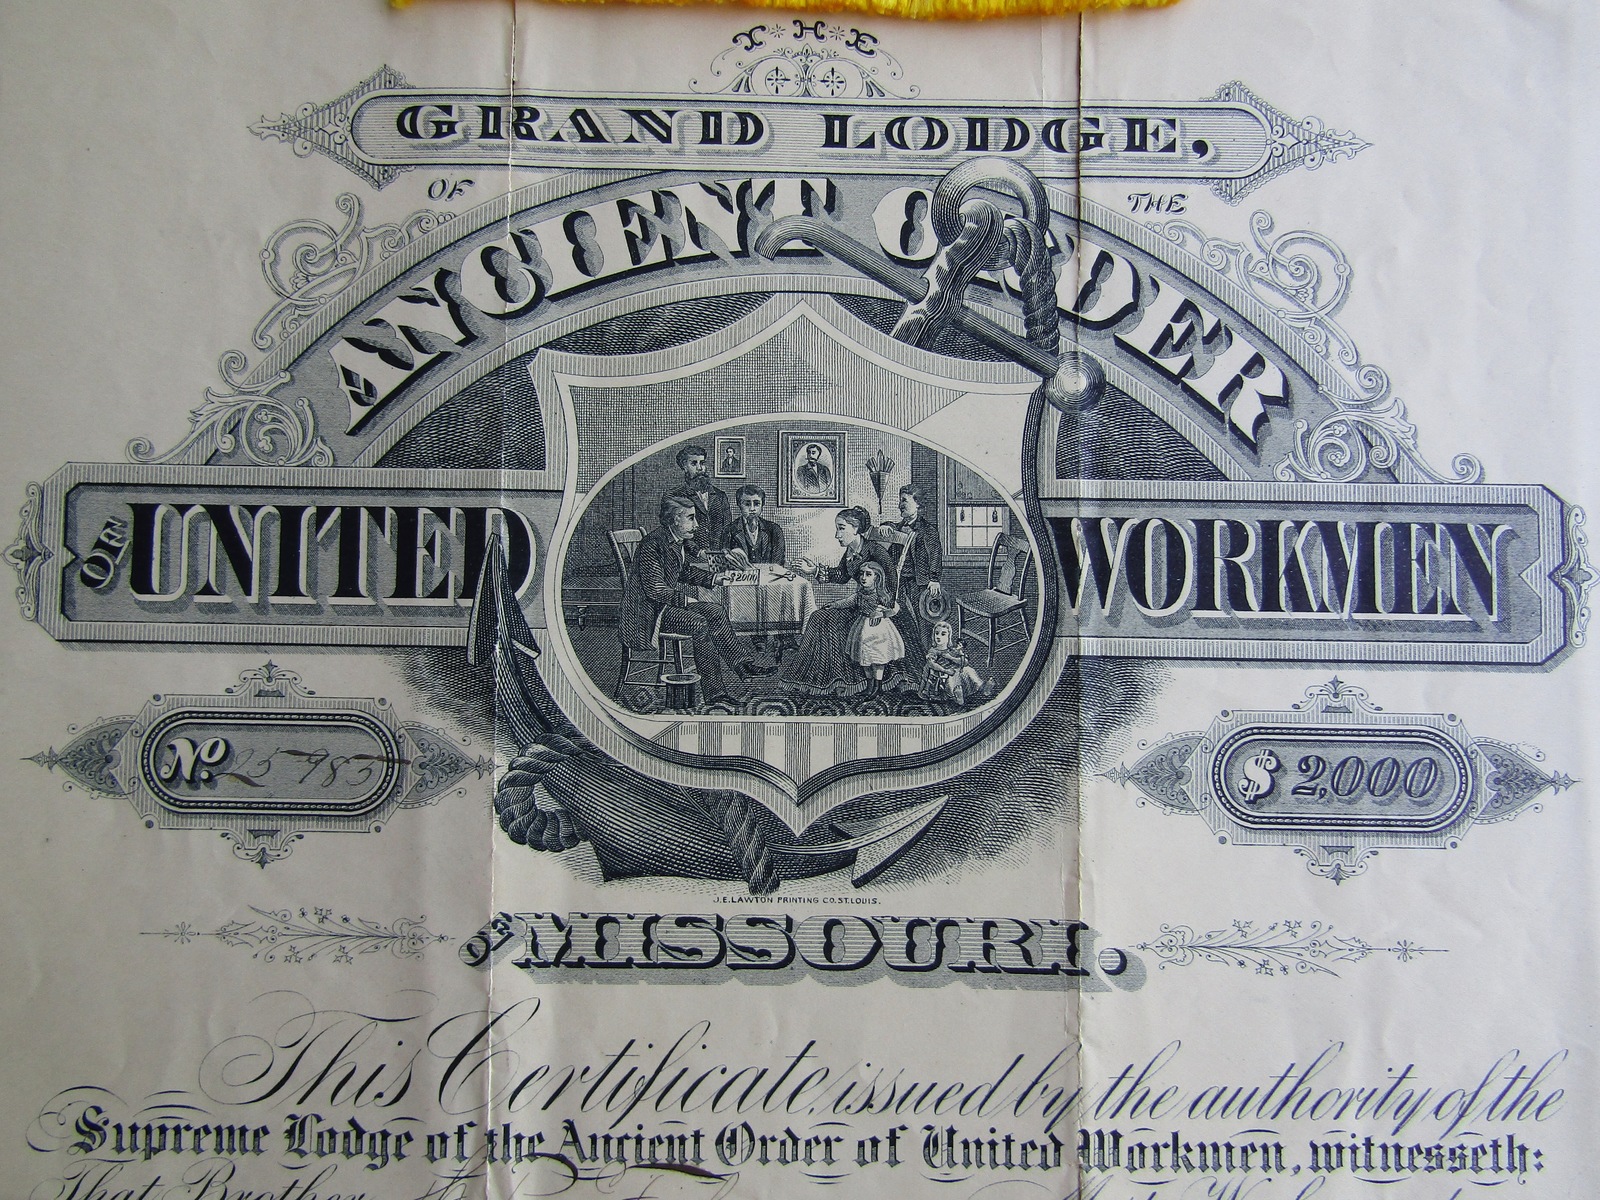 THE
GRAND LODGE,
OF THE
ANCIENT ORDER
OF UNITED WORKMEN
$2000
No. 25985
$ 2,000
J.E. LAWTON PRINTING CO. ST. LOUIS.
OF MISSOURI.
This Certificate, issued by the authority of the
Supreme Lodge of the Ancient Order of United Workmen, witnesseth:
That Brother